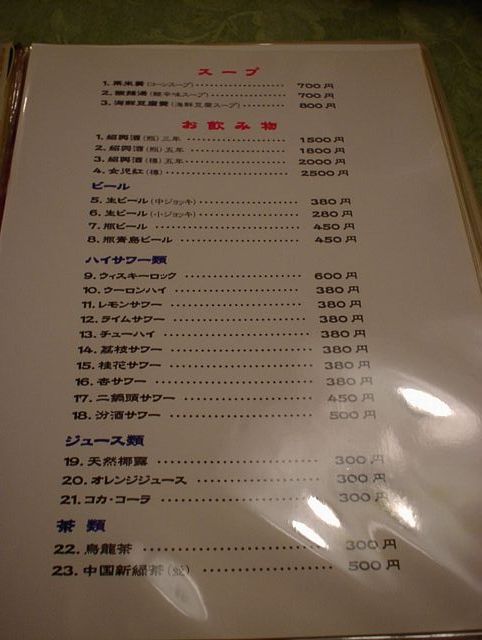 スープ
1. 粟米羹(コーンスープ) 700円
2. 酸辣湯(酸辛味スープ) 700円
3. 海鮮豆腐羹(海鮮豆腐スープ) 800円
お飲み物
1. 紹興酒(瓶)三年 1500円
2. 紹興酒(瓶)五年 1800円
3. 紹興酒(樽)五年 2000円
4. 女児紅(樽) 2500円
ビール
5. 生ビール(中ジョッキ) 380円
6. 生ビール(小ジョッキ) 280円
7. 瓶ビール 450円
8. 瓶青島ビール 450円
ハイサワー類
9. ウィスキーロック 600円
10. ウーロンハイ 380円
11. レモンサワー 380円
12. ライムサワー 380円
13. チューハイ 380円
14. 荔枝サワー 380円
15. 桂花サワー 380円
16. 杏サワー 380円
17. 二鍋頭サワー 450円
18. 汾酒サワー 500円
ジュース類
19. 天然椰露 300円
20. オレンジジュース 300円
21. コカ・コーラ 300円
茶類
22. 烏龍茶 300円
23. 中国新緑茶 500円